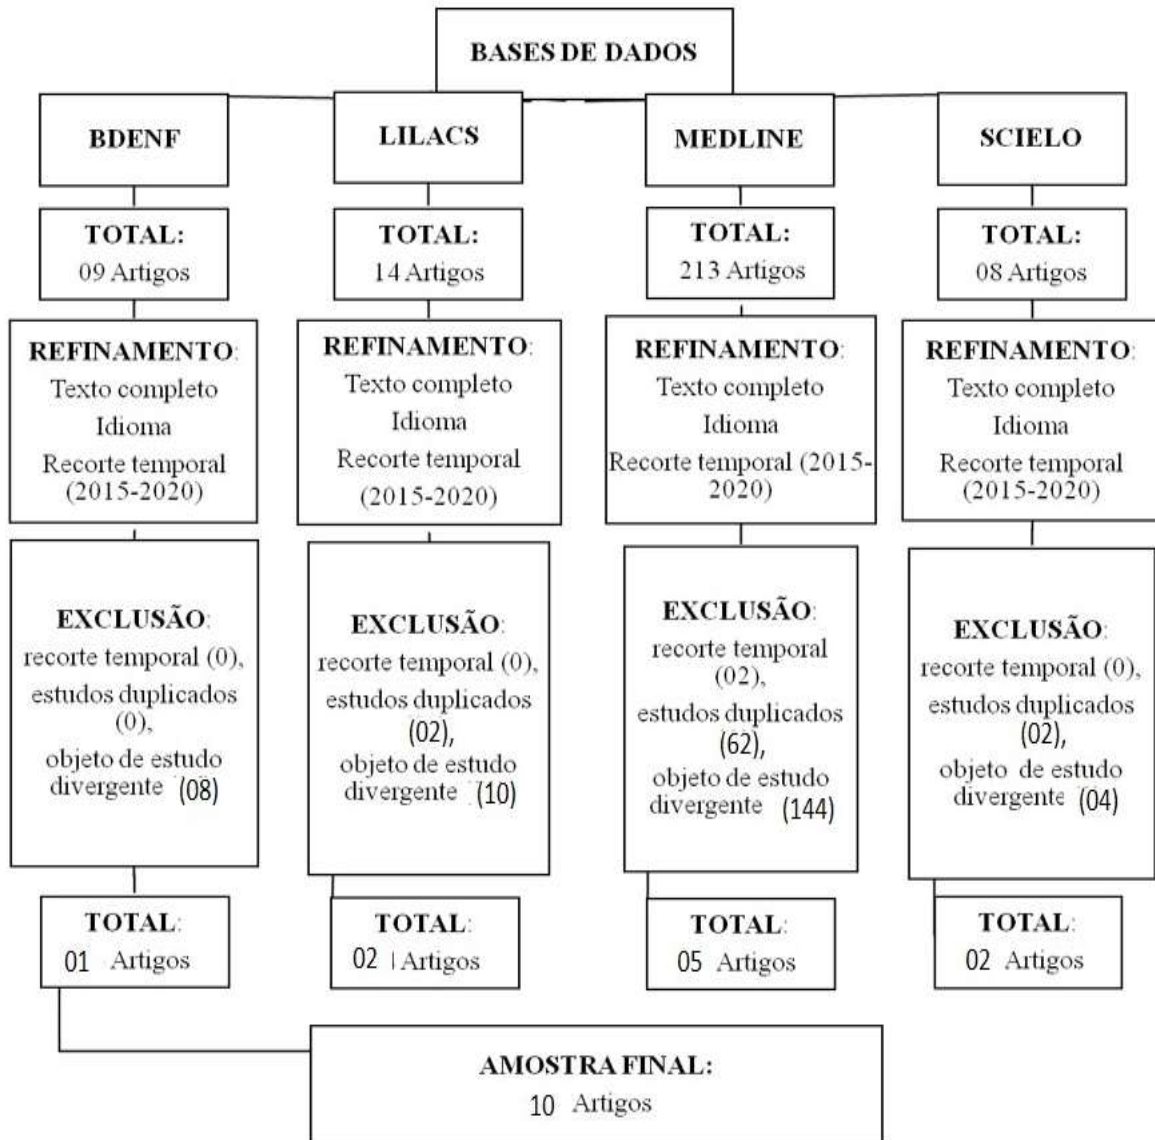 BASES DE DADOS
BDENF
LILACS
MEDLINE
SCIELO
TOTAL:
09 Artigos
TOTAL:
14 Artigos
TOTAL:
213 Artigos
TOTAL:
08 Artigos
REFINAMENTO:
Texto completo
Idioma
Recorte temporal
(2015-2020)
REFINAMENTO:
Texto completo
Idioma
Recorte temporal
(2015-2020)
REFINAMENTO:
Texto completo
Idioma
Recorte temporal (2015-
2020)
REFINAMENTO:
Texto completo
Idioma
Recorte temporal
(2015-2020)
EXCLUSÃO:
recorte temporal (0),
estudos duplicados
(0),
objeto de estudo
divergente (08)
EXCLUSÃO:
recorte temporal (0),
estudos duplicados
(02),
objeto de estudo
divergente (10)
EXCLUSÃO:
recorte temporal
(02),
estudos duplicados
(62),
objeto de estudo
divergente (144)
EXCLUSÃO:
recorte temporal (0),
estudos duplicados
(02),
objeto de estudo
divergente (04)
TOTAL:
01 Artigos
TOTAL:
02 Artigos
TOTAL:
05 Artigos
TOTAL:
02 Artigos
AMOSTRA FINAL:
10 Artigos